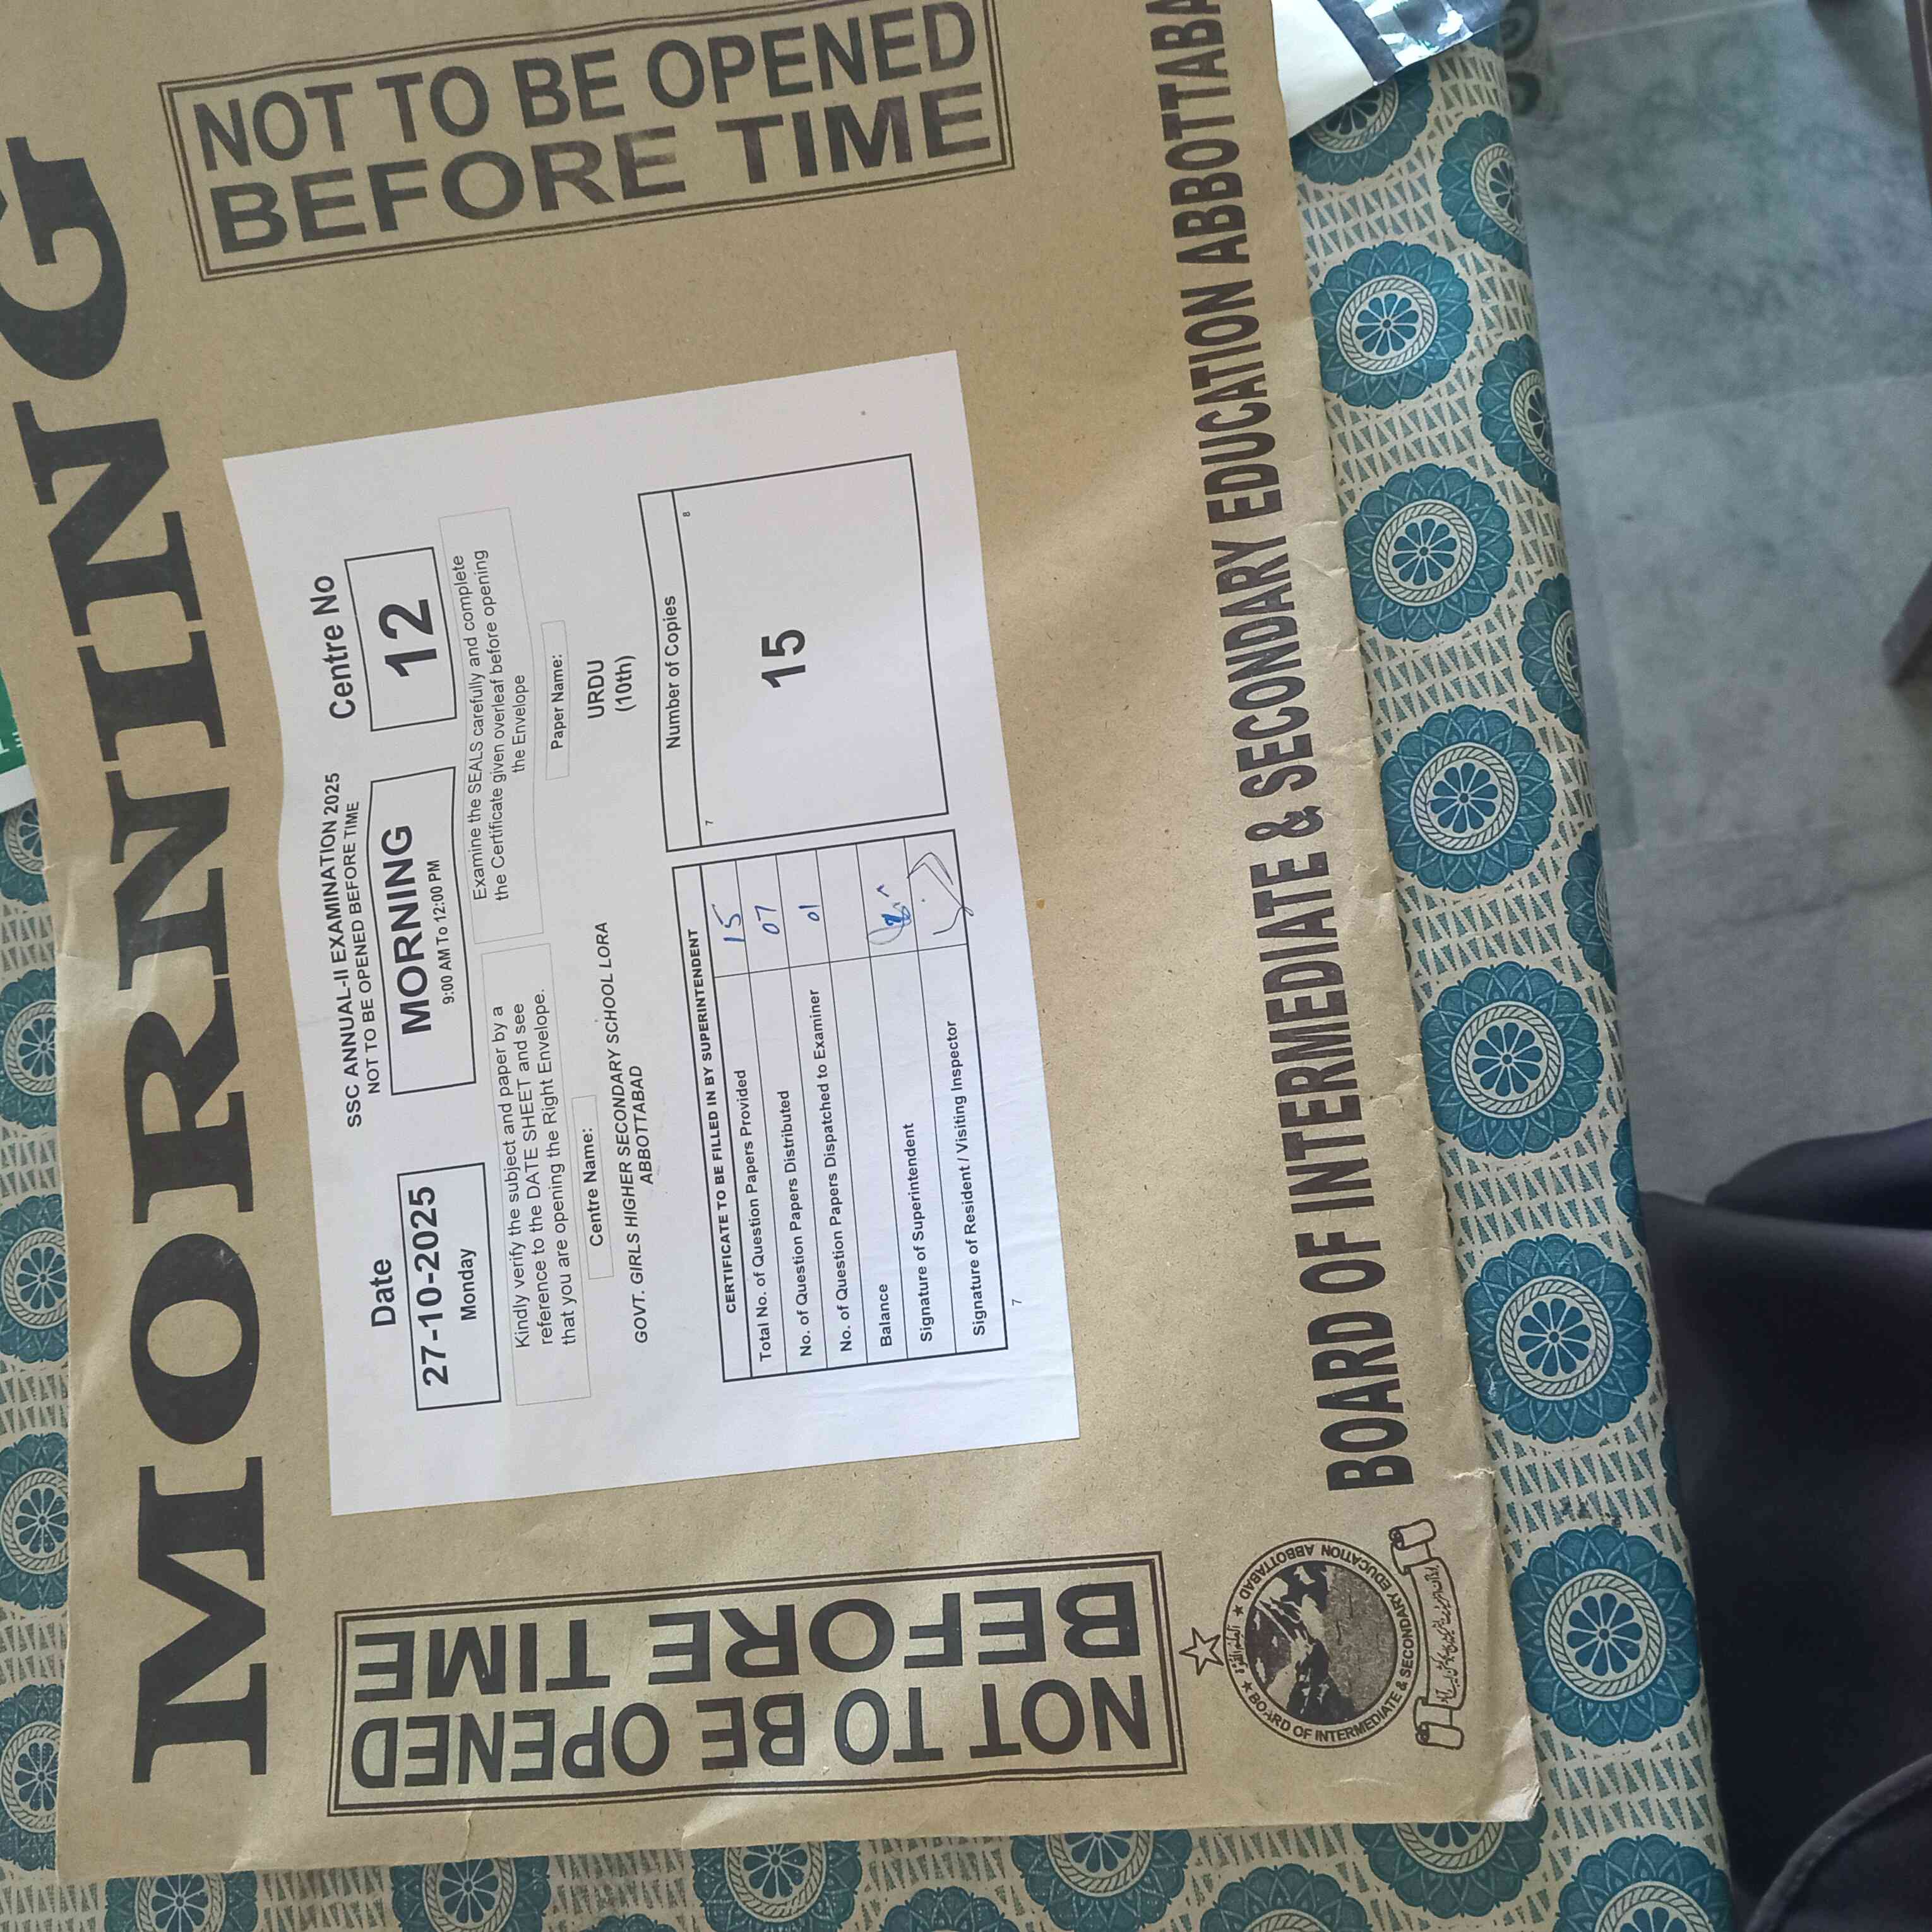 MORNING
NOT TO BE OPENED
BEFORE TIME
NOT TO BE OPENED
BEFORE TIME
Date
27-10-2025
Monday
SSC ANNUAL-II EXAMINATION 2025
NOT TO BE OPENED BEFORE TIME
MORNING
9:00 AM To 12:00 PM
Centre No
12
Kindly verify the subject and paper by a
reference to the DATE SHEET and see
that you are opening the Right Envelope.
Examine the SEALS carefully and complete
the Certificate given overleaf before opening
the Envelope
Centre Name:
GOVT. GIRLS HIGHER SECONDARY SCHOOL LORA
ABBOTTABAD
Paper Name:
URDU
(10th)
CERTIFICATE TO BE FILLED IN BY SUPERINTENDENT
Total No. of Question Papers Provided 15
No. of Question Papers Distributed 07
No. of Question Papers Dispatched to Examiner 01
Balance
Signature of Superintendent
Signature of Resident / Visiting Inspector
7
Number of Copies
7 8
15
BOARD OF INTERMEDIATE & SECONDARY EDUCATION ABBOTTABA
BOARD OF INTERMEDIATE & SECONDARY EDUCATION ABBOTTABAD